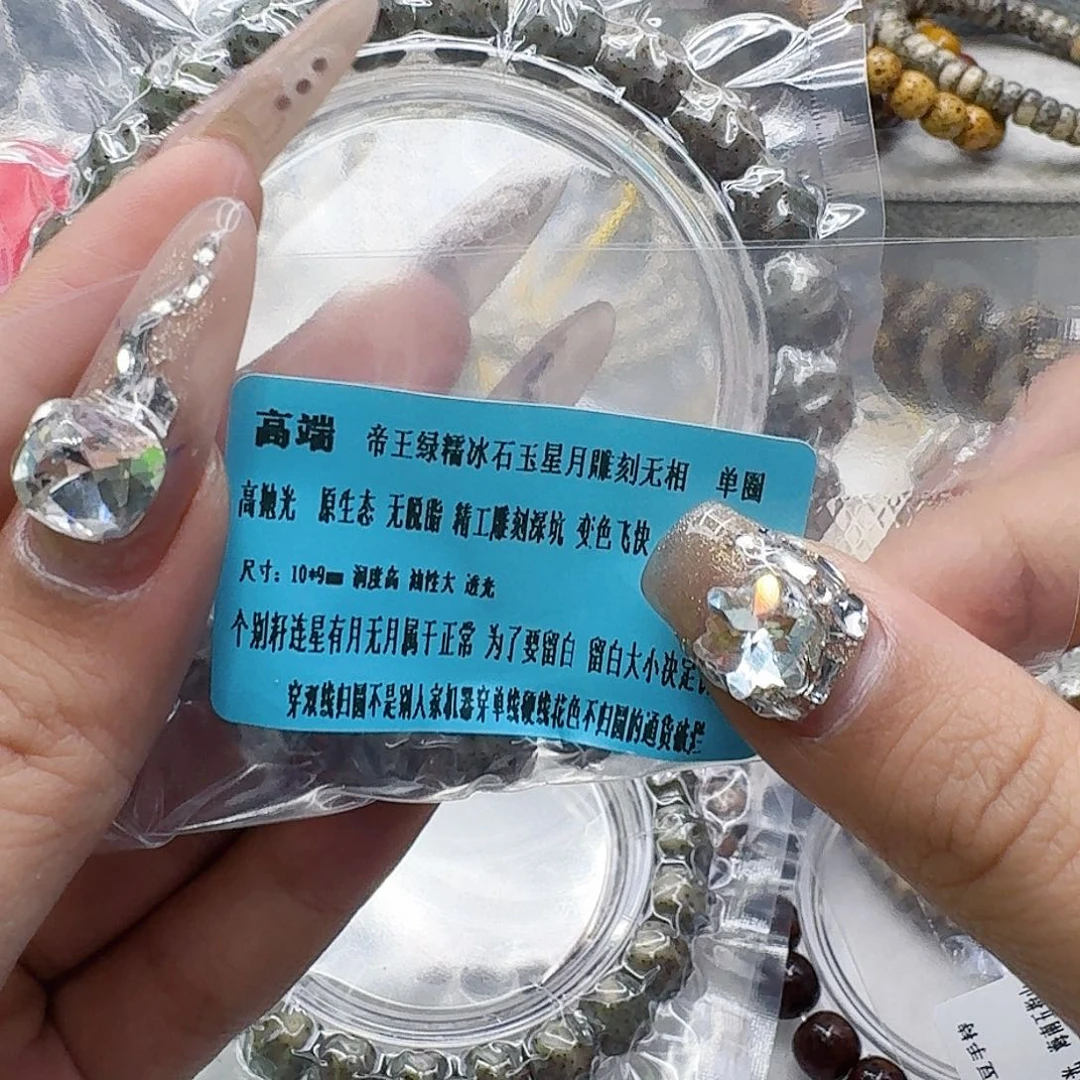 高端 帝王绿糯冰石玉星月雕刻无相 单圈
高抛光 原生态 无脱脂 精工雕刻深坑 变色飞快
尺寸：10*9mm 润度高 油性大 透光
个别籽连星有月无月属于正常 为了要留白 留白大小决定
穿双线归圆不是别人家机器穿单线硬线花色不归圆的通货破烂